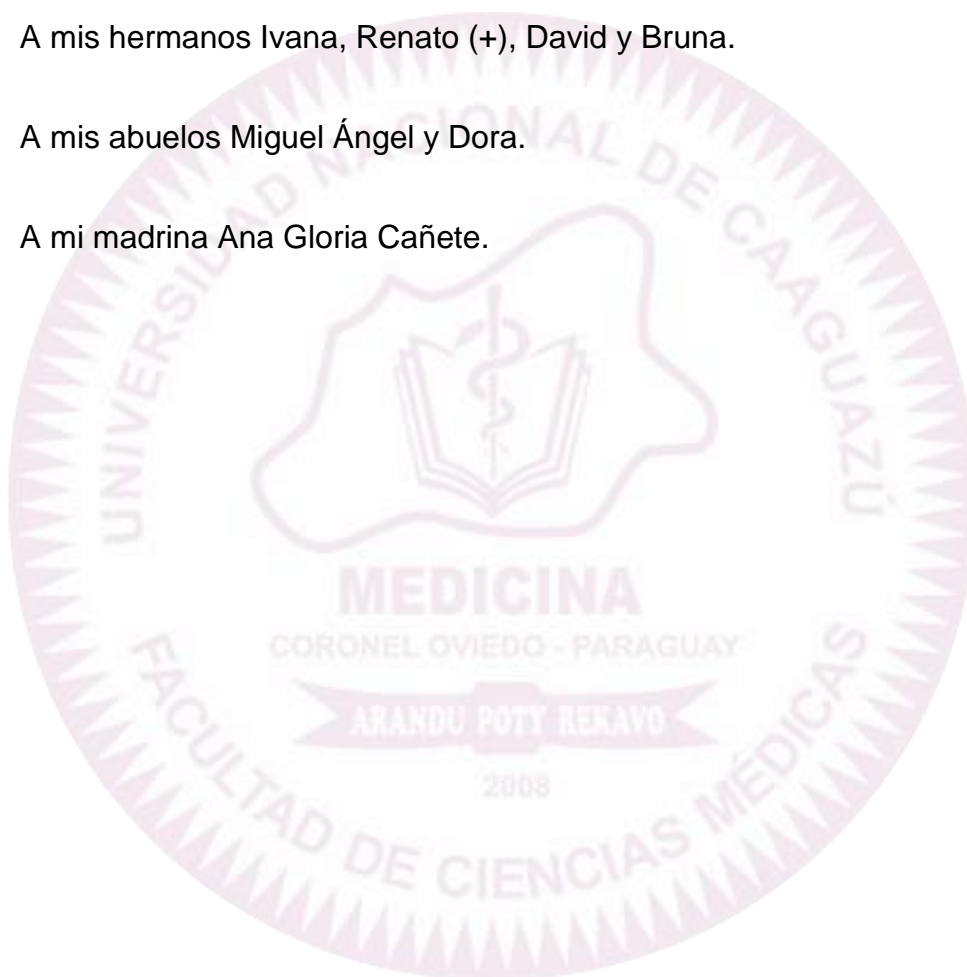 A mis hermanos Ivana, Renato (+), David y Bruna.
A mis abuelos Miguel Ángel y Dora.
A mi madrina Ana Gloria Cañete.
UNIVERSIDAD NACIONAL DE CAAGUAZÚ
MEDICINA
CORONEL OVIEDO - PARAGUAY
ARANDU POTY REKAVO
2008
FACULTAD DE CIENCIAS MÉDICAS